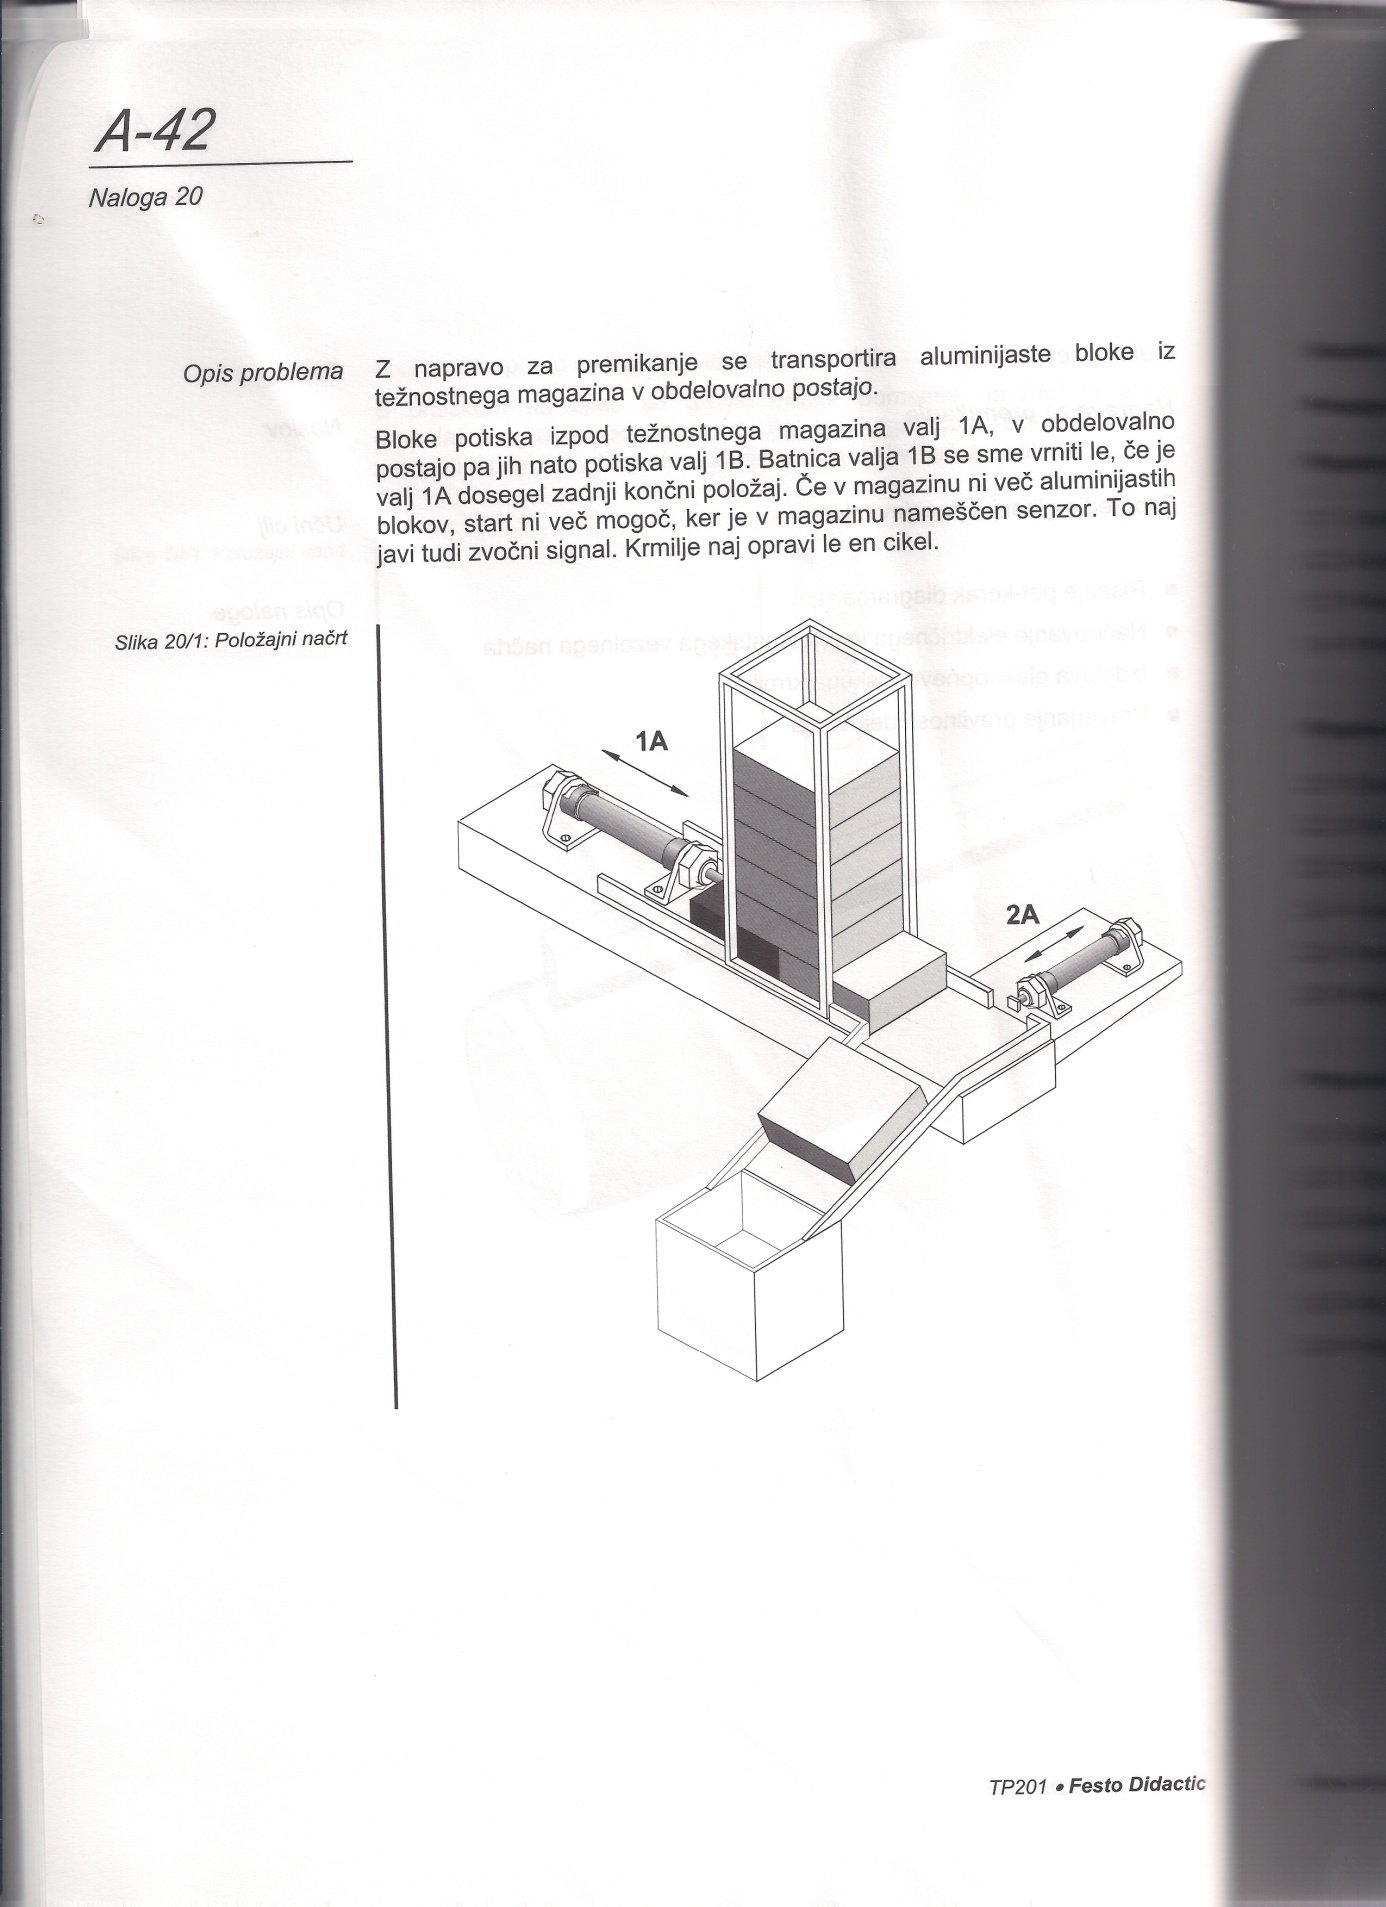 A-42
Naloga 20
Opis problema
Z napravo za premikanje se transportira aluminijaste bloke iz
težnostnega magazina v obdelovalno postajo.
Bloke potiska izpod težnostnega magazina valj 1A, v obdelovalno
postajo pa jih nato potiska valj 1B. Batnica valja 1B se sme vrniti le, če je
valj 1A dosegel zadnji končni položaj. Če v magazinu ni več aluminijastih
blokov, start ni več mogoč, ker je v magazinu nameščen senzor. To naj
javi tudi zvočni signal. Krmilje naj opravi le en cikel.
Slika 20/1: Položajni načrt
1A
2A
TP201 • Festo Didactic